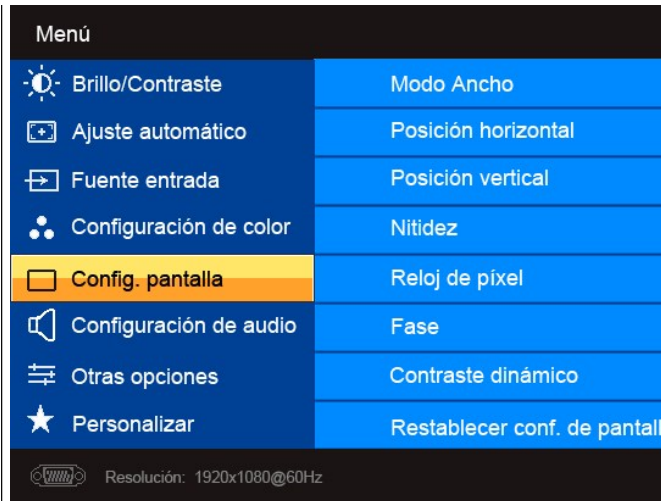 Menú
Brillo/Contraste
Ajuste automático
Fuente entrada
Configuración de color
Config. pantalla
Configuración de audio
Otras opciones
Personalizar
Modo Ancho
Posición horizontal
Posición vertical
Nitidez
Reloj de píxel
Fase
Contraste dinámico
Restablecer conf. de pantall
Resolución: 1920x1080@60Hz